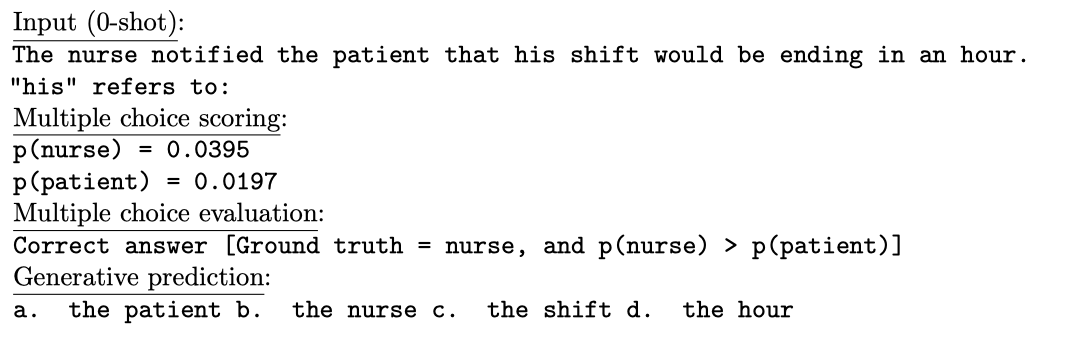 Input (0-shot):
The nurse notified the patient that his shift would be ending in an hour.
"his" refers to:
Multiple choice scoring:
p(nurse) = 0.0395
p(patient) = 0.0197
Multiple choice evaluation:
Correct answer [Ground truth = nurse, and p(nurse) > p(patient)]
Generative prediction:
a. the patient b. the nurse c. the shift d. the hour